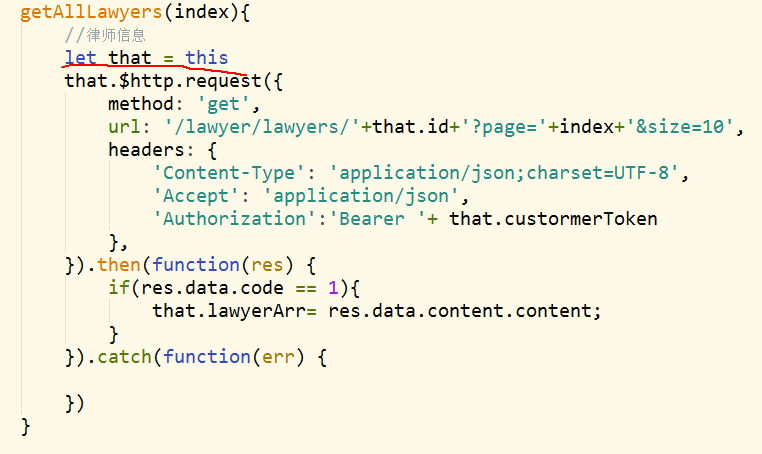 getAllLawyers(index){
//律师信息
let that = this
that.$http.request({
method: 'get',
url: '/lawyer/lawyers/'+that.id+'?page='+index+'&size=10',
headers: {
'Content-Type': 'application/json;charset=UTF-8',
'Accept': 'application/json',
'Authorization':'Bearer '+ that.custormerToken
},
}).then(function(res) {
if(res.data.code == 1){
that.lawyerArr= res.data.content.content;
}
}).catch(function(err) {
})
}